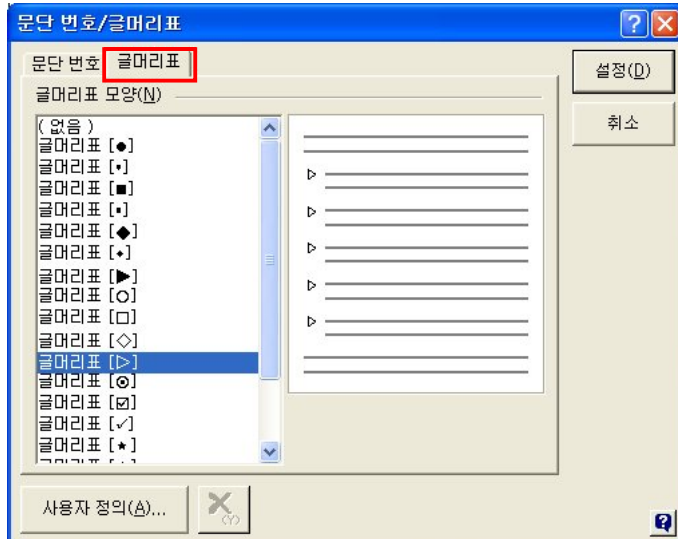 문단 번호/글머리표
문단 번호 글머리표
설정(D)
글머리표 모양(N)
취소
( 없음 )
글머리표 [●]
글머리표 [•]
글머리표 [■]
글머리표 [▪]
글머리표 [◆]
글머리표 [⬩]
글머리표 [▶]
글머리표 [○]
글머리표 [□]
글머리표 [◇]
글머리표 [▷]
글머리표 [⊙]
글머리표 [☑]
글머리표 [✓]
글머리표 [★]
사용자 정의(A)...
(Y)